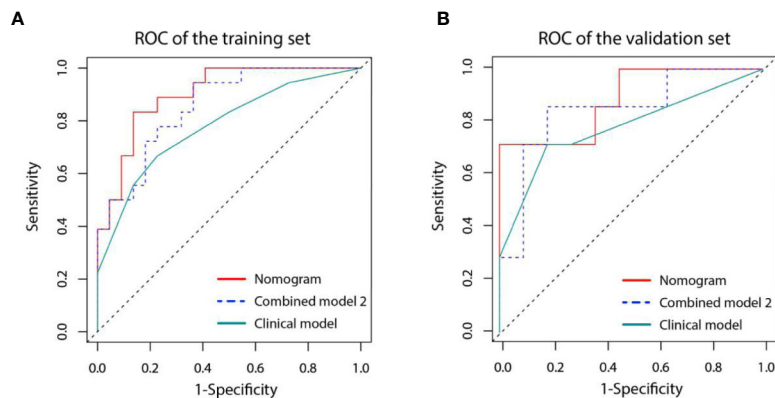 A
ROC of the training set
Sensitivity
1.0
0.8
0.6
0.4
0.2
0.0
Nomogram
Combined model 2
Clinical model
0.0 0.2 0.4 0.6 0.8 1.0
1-Specificity
B
ROC of the validation set
Sensitivity
1.0
0.8
0.6
0.4
0.2
0.0
Nomogram
Combined model 2
Clinical model
0.0 0.2 0.4 0.6 0.8 1.0
1-Specificity